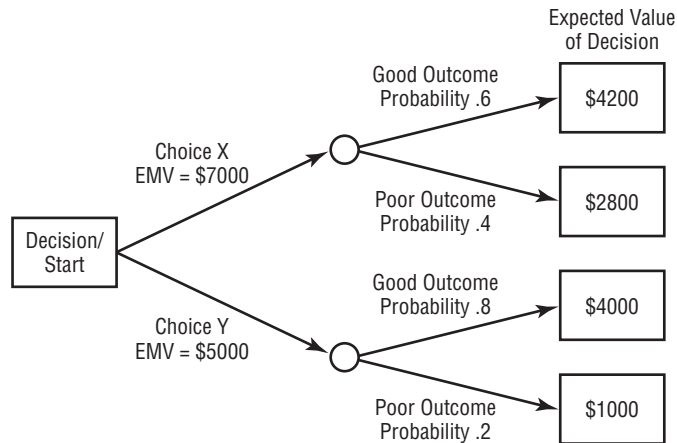 Expected Value
of Decision
Good Outcome
Probability .6
$4200
Choice X
EMV = $7000
Poor Outcome
Probability .4
$2800
Decision/
Start
Good Outcome
Probability .8
$4000
Choice Y
EMV = $5000
Poor Outcome
Probability .2
$1000